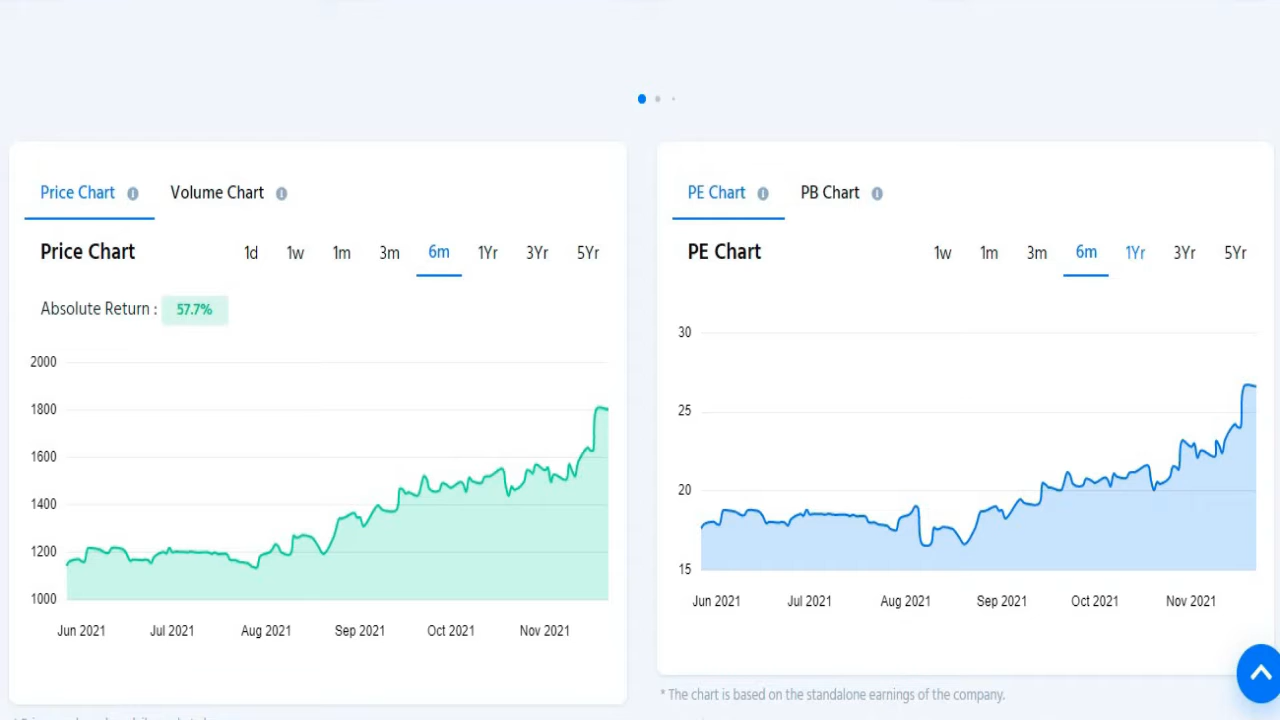 Price Chart
Volume Chart
Price Chart
1d 1w 1m 3m 6m 1Yr 3Yr 5Yr
Absolute Return : 57.7%
2000
1800
1600
1400
1200
1000
Jun 2021 Jul 2021 Aug 2021 Sep 2021 Oct 2021 Nov 2021
PE Chart
PB Chart
PE Chart
1w 1m 3m 6m 1Yr 3Yr 5Yr
30
25
20
15
Jun 2021 Jul 2021 Aug 2021 Sep 2021 Oct 2021 Nov 2021
* The chart is based on the standalone earnings of the company.